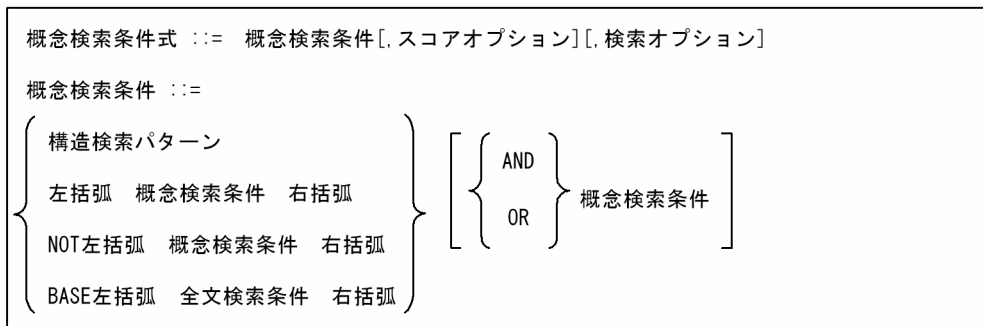 概念検索条件式 ::= 概念検索条件[,スコアオプション][,検索オプション]
概念検索条件 ::=
構造検索パターン
左括弧 概念検索条件 右括弧
NOT左括弧 概念検索条件 右括弧
BASE左括弧 全文検索条件 右括弧
AND
OR
概念検索条件